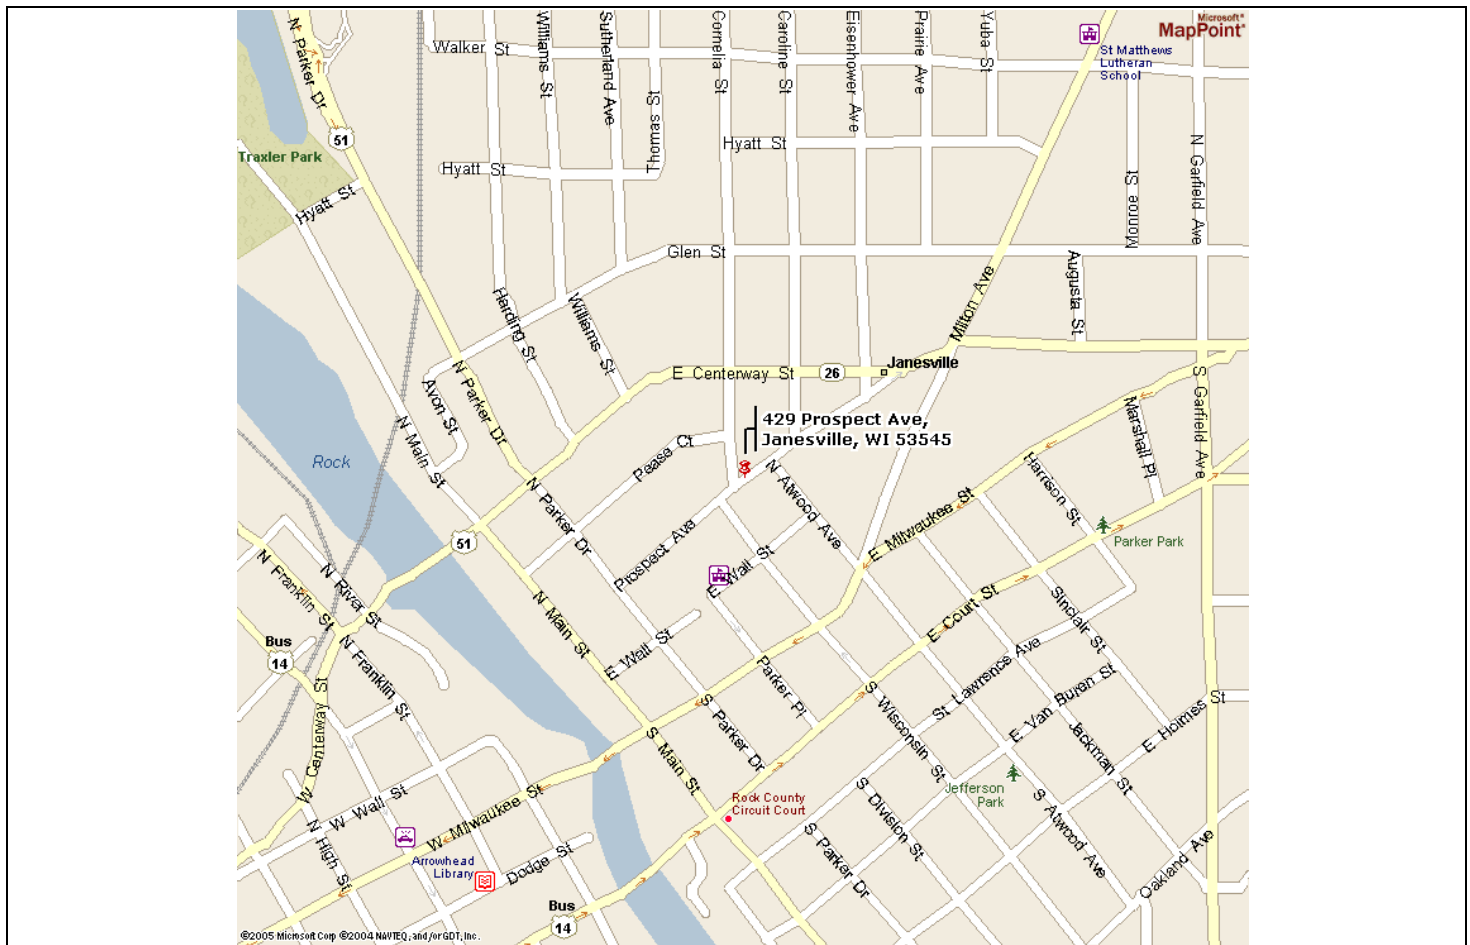 Microsoft®
MapPoint®
N Parker Dr
Walker St
Williams St
Sutherland Ave
Thomas St
Cornelia St
Caroline St
Eisenhower Ave
Prairie Ave
Yuba St
St Matthews
Lutheran
School
51
Traxler Park
Hyatt St
Hyatt St
Hyatt St
Monroe St
N Garfield Ave
Glen St
Augusta St
Milton Ave
Harding St
Williams St
N Parker Dr
Avon St
N Main St
E Centerway St
26
Janesville
S Garfield Ave
Marshall Pl
429 Prospect Ave,
Janesville, WI 53545
Rock
Pease Ct
N Atwood Ave
Harrison St
N Parker Dr
E Milwaukee St
Parker Park
51
Prospect Ave
E Wall St
N Franklin St
N River St
N Main St
E Court St
Sinclair St
Bus
14
N Franklin St
E Wall St
Parker Pl
St Lawrence Ave
E Van Buren St
E Holmes St
W Centerway St
S Parker Dr
S Main St
S Wisconsin St
Jackman St
Jefferson
Park
Rock County
Circuit Court
W Wall St
W Milwaukee St
N High St
S Division St
S Atwood Ave
S Parker Dr
Oakland Ave
Arrowhead
Library
Dodge St
Bus
14
©2005 Microsoft Corp ©2004 NAVTEQ, and/or GDT, Inc.